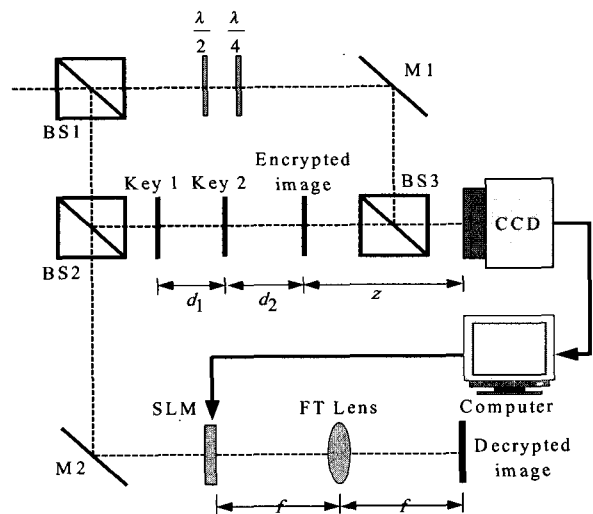 λ/2 λ/4
M1
BS1
Encrypted
image
Key 1 Key 2
BS3
CCD
BS2
d1 d2 z
SLM
FT Lens
Computer
M2
Decrypted
image
f f